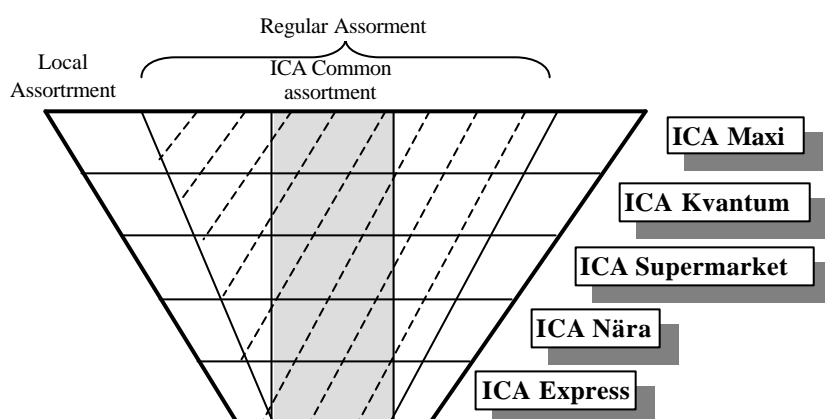 Regular Assorment
Local
Assortrment
ICA Common
assortment
ICA Maxi
ICA Kvantum
ICA Supermarket
ICA Nära
ICA Express